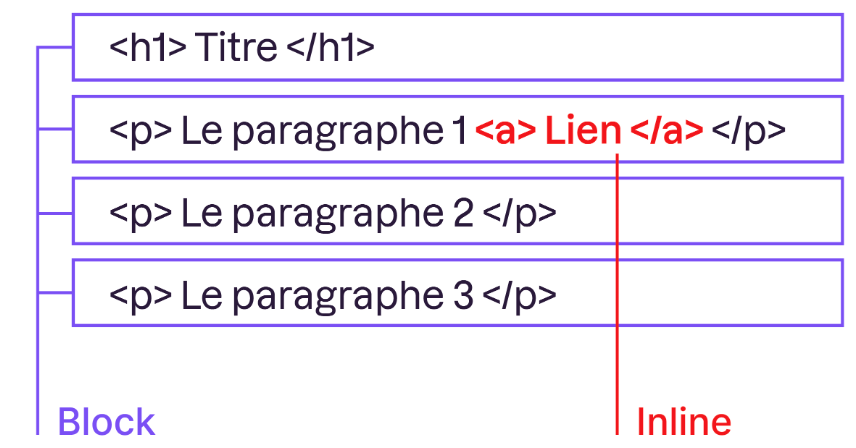 <h1> Titre </h1>
<p> Le paragraphe 1 <a> Lien </a> </p>
<p> Le paragraphe 2 </p>
<p> Le paragraphe 3 </p>
Block
Inline